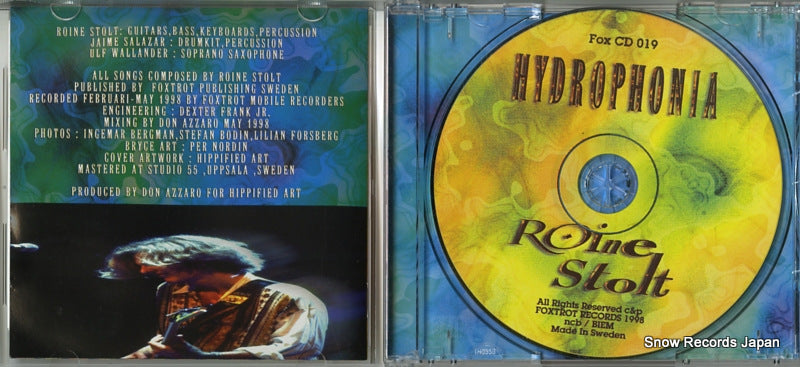 ROINE STOLT: GUITARS,BASS,KEYBOARDS,PERCUSSION
JAIME SALAZAR : DRUMKIT,PERCUSSION
ULF WALLANDER : SOPRANO SAXOPHONE
ALL SONGS COMPOSED BY ROINE STOLT
PUBLISHED BY FOXTROT PUBLISHING SWEDEN
RECORDED FEBRUARI-MAY 1998 BY FOXTROT MOBILE RECORDERS
ENGINEERING : DEXTER FRANK JR.
MIXING BY DON AZZARO MAY 1998
PHOTOS : INGEMAR BERGMAN,STEFAN BODIN,LILIAN FORSBERG
BRYCE ART : PER NORDIN
COVER ARTWORK : HIPPIFIED ART
MASTERED AT STUDIO 55 ,UPPSALA ,SWEDEN
PRODUCED BY DON AZZARO FOR HIPPIFIED ART
Fox CD 019
HYDROPHONIA
ROine
Stolt
All Rights Reserved c&p
FOXTROT RECORDS 1998
ncb / BIEM
Made In Sweden
Snow Records Japan